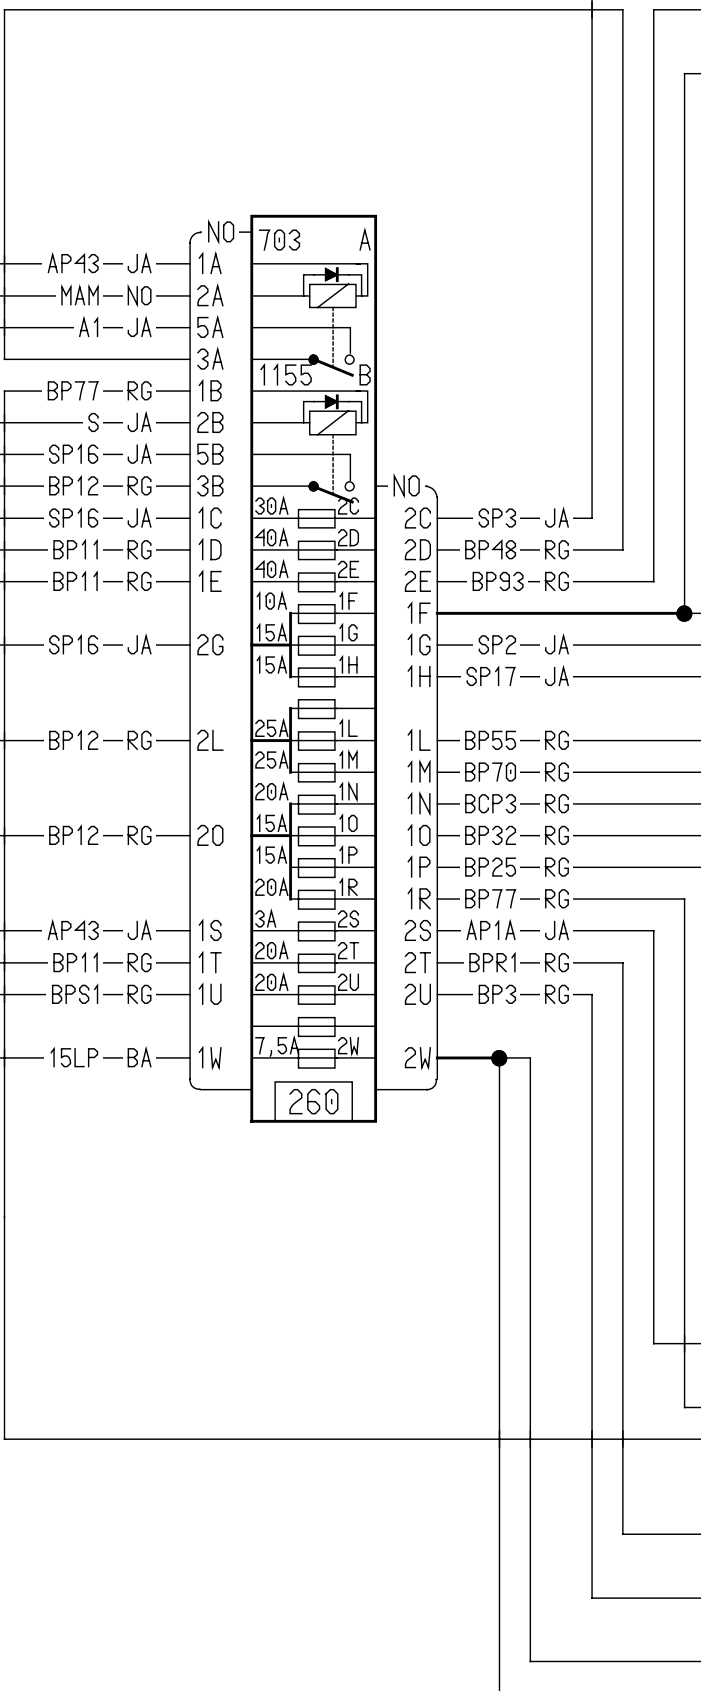 NO 703 A
AP43 JA 1A
MAM NO 2A
A1 JA 5A
3A
1155 B
BP77 RG 1B
S JA 2B
SP16 JA 5B
BP12 RG 3B NO
SP16 JA 1C 30A 2C 2C SP3 JA
BP11 RG 1D 40A 2D 2D BP48 RG
BP11 RG 1E 40A 2E 2E BP93 RG
10A 1F 1F
SP16 JA 2G 15A 1G 1G SP2 JA
15A 1H 1H SP17 JA
BP12 RG 2L 25A 1L 1L BP55 RG
25A 1M 1M BP70 RG
20A 1N 1N BCP3 RG
BP12 RG 2O 15A 1O 1O BP32 RG
15A 1P 1P BP25 RG
20A 1R 1R BP77 RG
AP43 JA 1S 3A 2S 2S AP1A JA
BP11 RG 1T 20A 2T 2T BPR1 RG
BPS1 RG 1U 20A 2U 2U BP3 RG
15LP BA 1W 7,5A 2W 2W
260